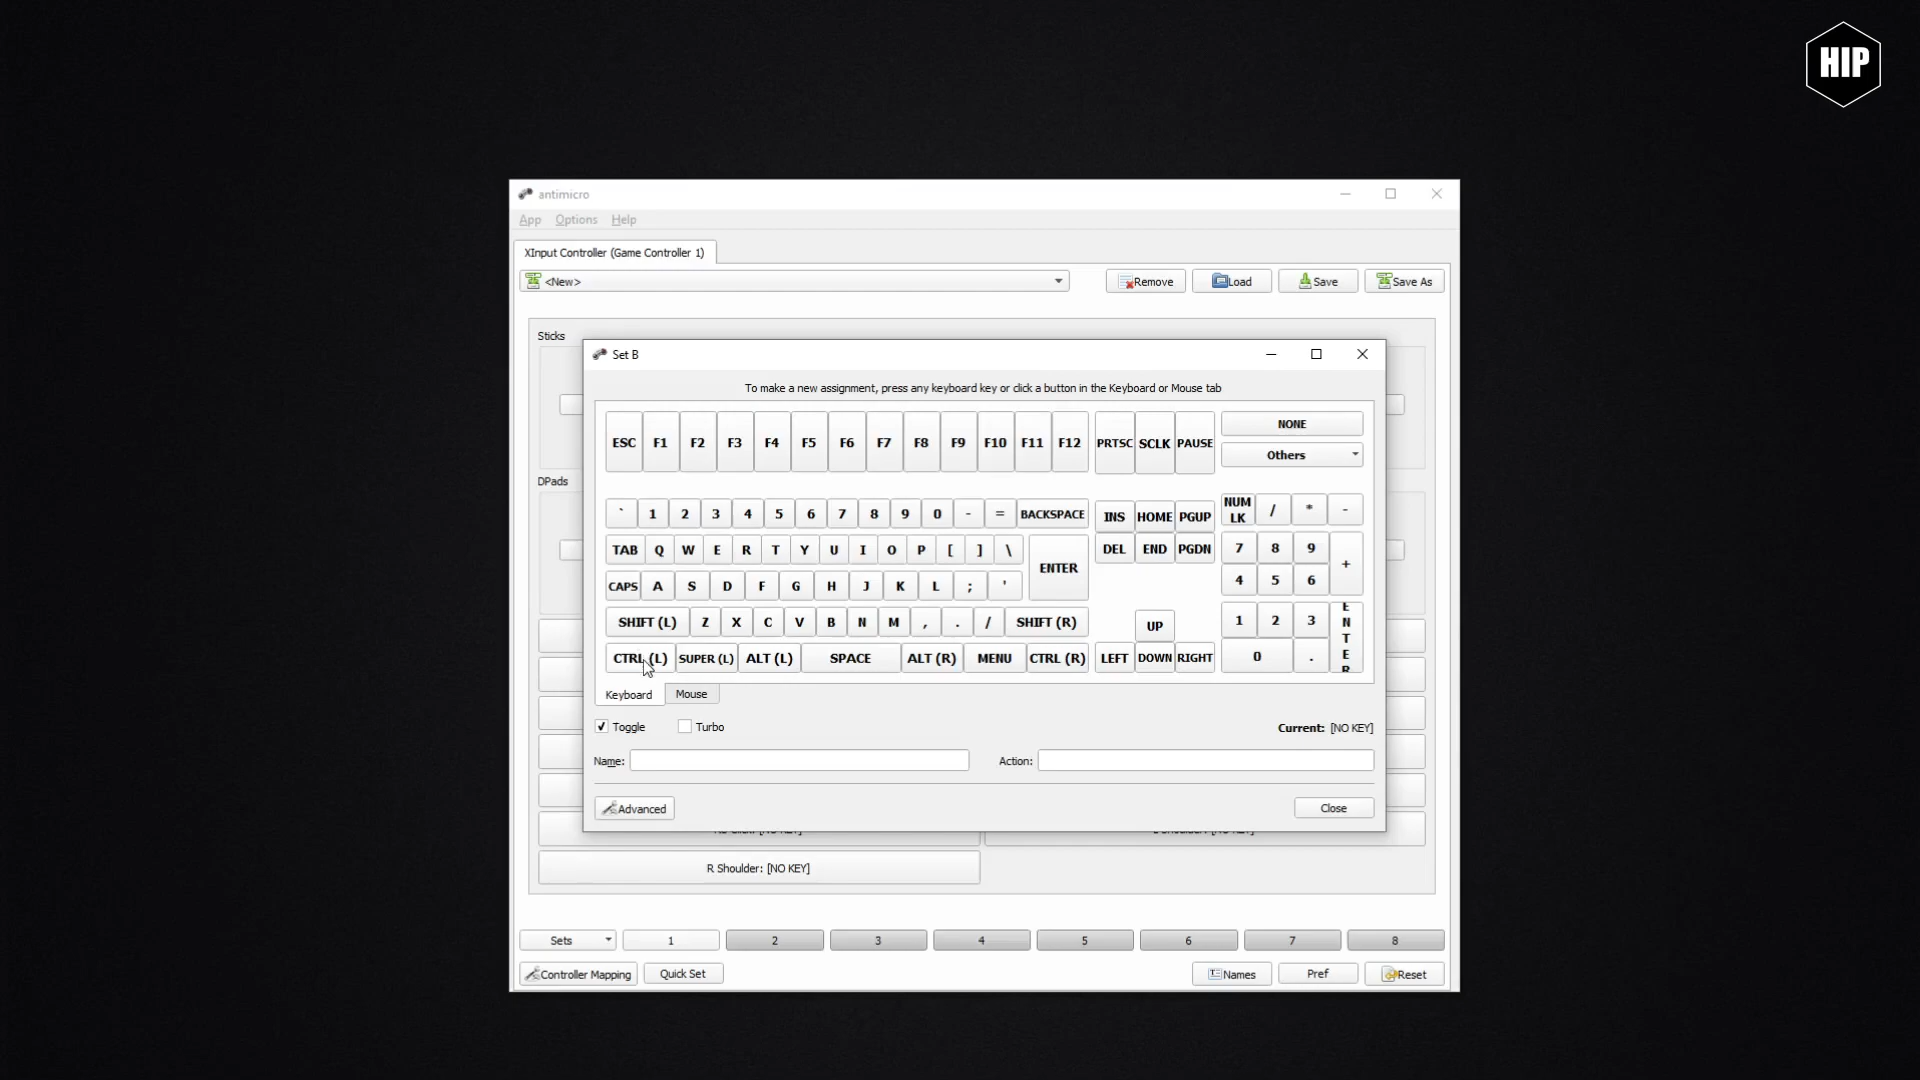 HIP
antimicro
App Options Help
XInput Controller (Game Controller 1)
<New> Remove Load Save Save As
Sticks
Set B
To make a new assignment, press any keyboard key or click a button in the Keyboard or Mouse tab
ESC F1 F2 F3 F4 F5 F6 F7 F8 F9 F10 F11 F12 PRTSC SCLK PAUSE NONE
Others
DPads
` 1 2 3 4 5 6 7 8 9 0 - = BACKSPACE INS HOME PGUP NUM LK / * -
TAB Q W E R T Y U I O P [ ] \ ENTER DEL END PGDN 7 8 9 +
CAPS A S D F G H J K L ; ' 4 5 6
SHIFT (L) Z X C V B N M , . / SHIFT (R) UP 1 2 3 ENTER
CTRL (L) SUPER (L) ALT (L) SPACE ALT (R) MENU CTRL (R) LEFT DOWN RIGHT 0 .
Keyboard Mouse
Toggle Turbo Current: [NO KEY]
Name: Action:
Advanced Close
R Shoulder: [NO KEY]
Sets 1 2 3 4 5 6 7 8
Controller Mapping Quick Set Names Pref Reset